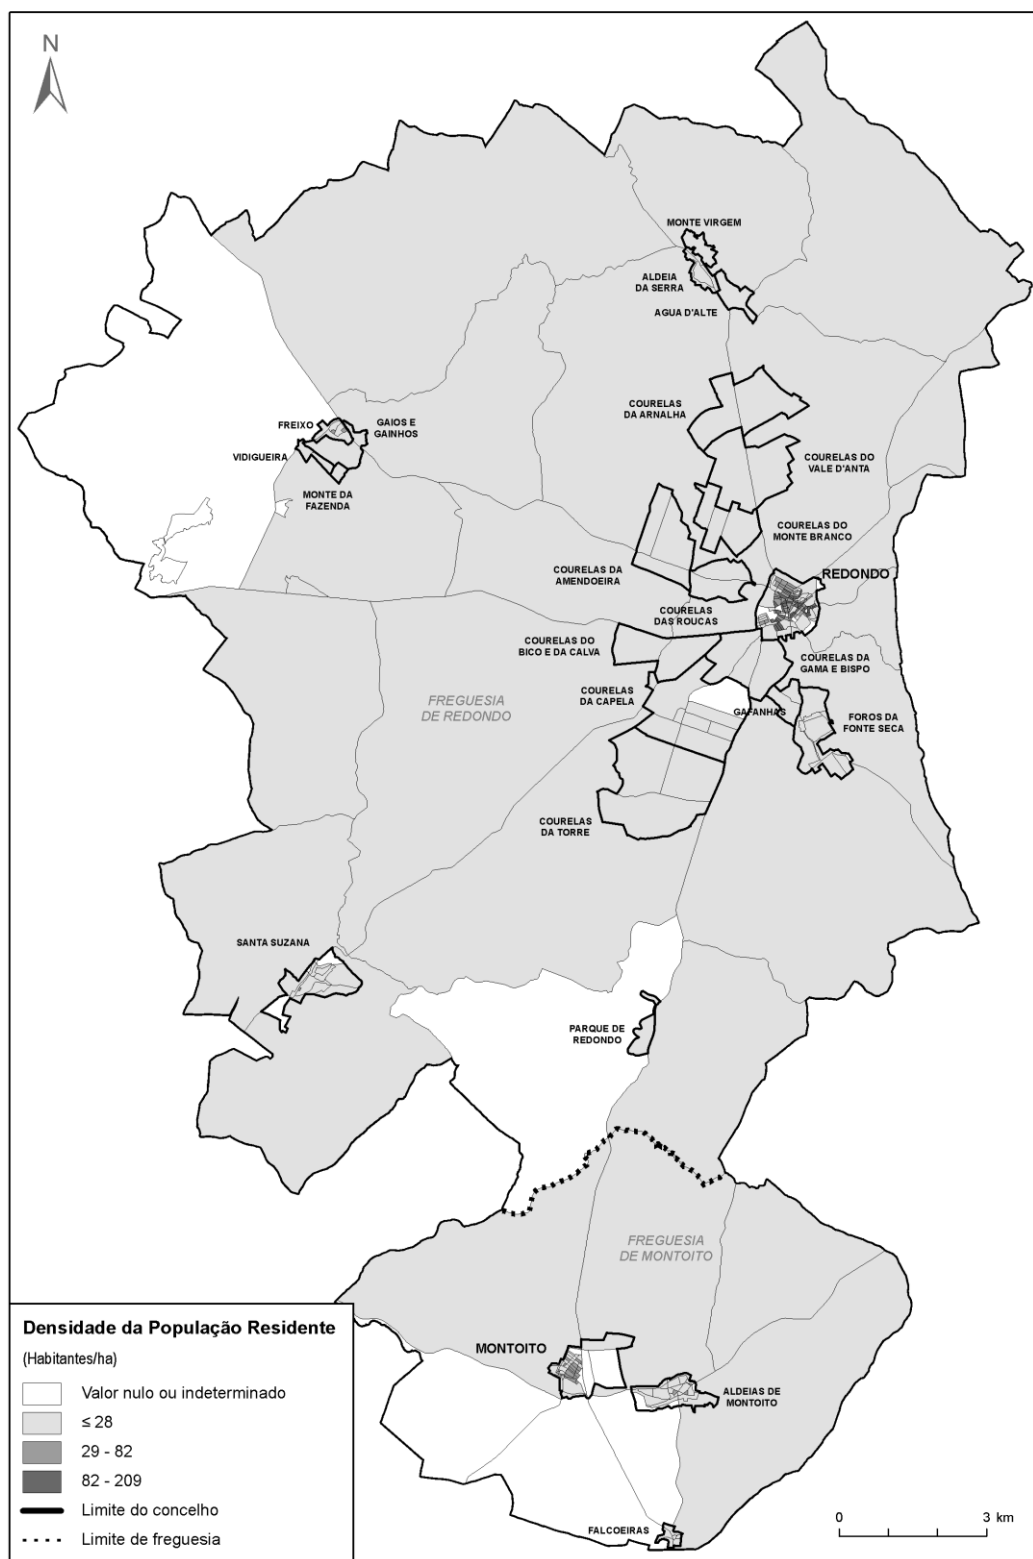 N
MONTE VIRGEM
ALDEIA
DA SERRA
AGUA D'ALTE
COURELAS
DA ARNALHA
FREIXO
GAIOS E
GAINHOS
VIDIGUEIRA
COURELAS DO
VALE D'ANTA
MONTE DA
FAZENDA
COURELAS DO
MONTE BRANCO
COURELAS DA
AMENDOEIRA
REDONDO
COURELAS
DAS ROUCAS
COURELAS DO
BICO E DA CALVA
COURELAS DA
GAMA E BISPO
COURELAS
DA CAPELA
FREGUESIA
DE REDONDO
GAFANHAS
FOROS DA
FONTE SECA
COURELAS
DA TORRE
SANTA SUZANA
PARQUE DE
REDONDO
FREGUESIA
DE MONTOITO
MONTOITO
ALDEIAS DE
MONTOITO
FALCOEIRAS
Densidade da População Residente
(Habitantes/ha)
Valor nulo ou indeterminado
≤ 28
29 - 82
82 - 209
Limite do concelho
Limite de freguesia
0 3 km